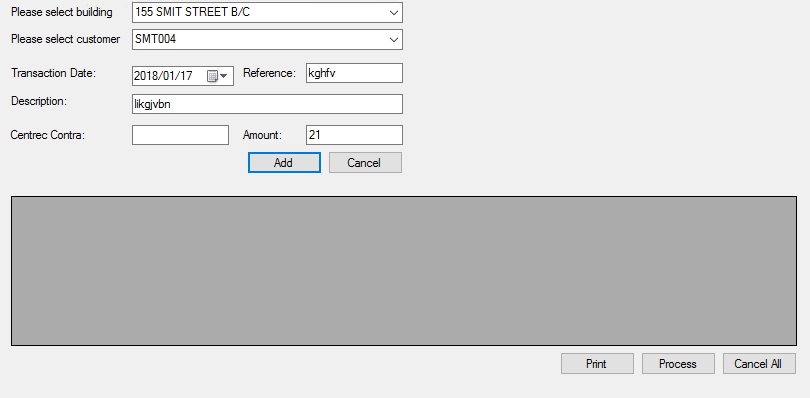 Please select building 155 SMIT STREET B/C
Please select customer SMT004
Transaction Date: 2018/01/17 Reference: kghfv
Description: likgjvbn
Centrec Contra: Amount: 21
Add Cancel
Print Process Cancel All